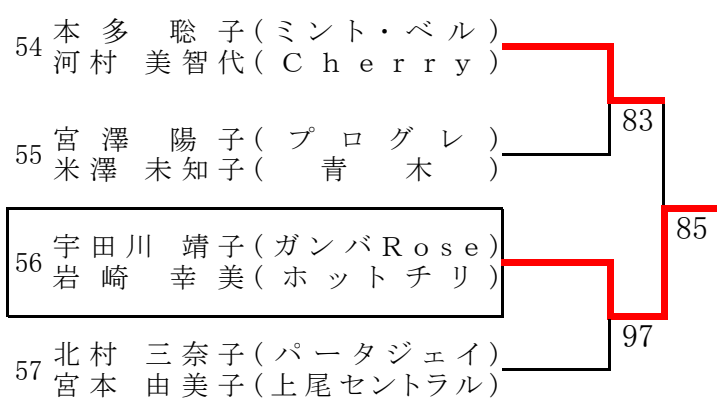 54 本多 聡子(ミント・ベル)
河村 美智代(Cherry)
83
55 宮澤 陽子(プログレ)
米澤 未知子(青木)
85
56 宇田川 靖子(ガンバRose)
岩崎 幸美(ホットチリ)
97
57 北村 三奈子(パータジェイ)
宮本 由美子(上尾セントラル)